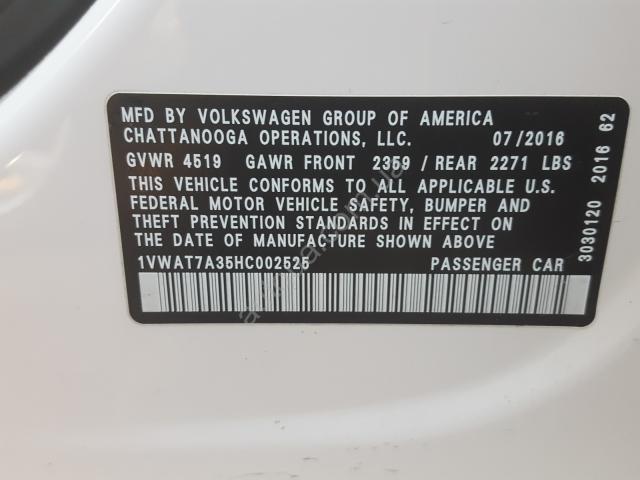 MFD BY VOLKSWAGEN GROUP OF AMERICA
CHATTANOOGA OPERATIONS, LLC. 07/2016
GVWR 4519 GAWR FRONT 2359 / REAR 2271 LBS
THIS VEHICLE CONFORMS TO ALL APPLICABLE U.S.
FEDERAL MOTOR VEHICLE SAFETY, BUMPER AND
THEFT PREVENTION STANDARDS IN EFFECT ON
THE DATE OF MANUFACTURE SHOWN ABOVE
1VWAT7A35HC002525 PASSENGER CAR
3030120 2016 62